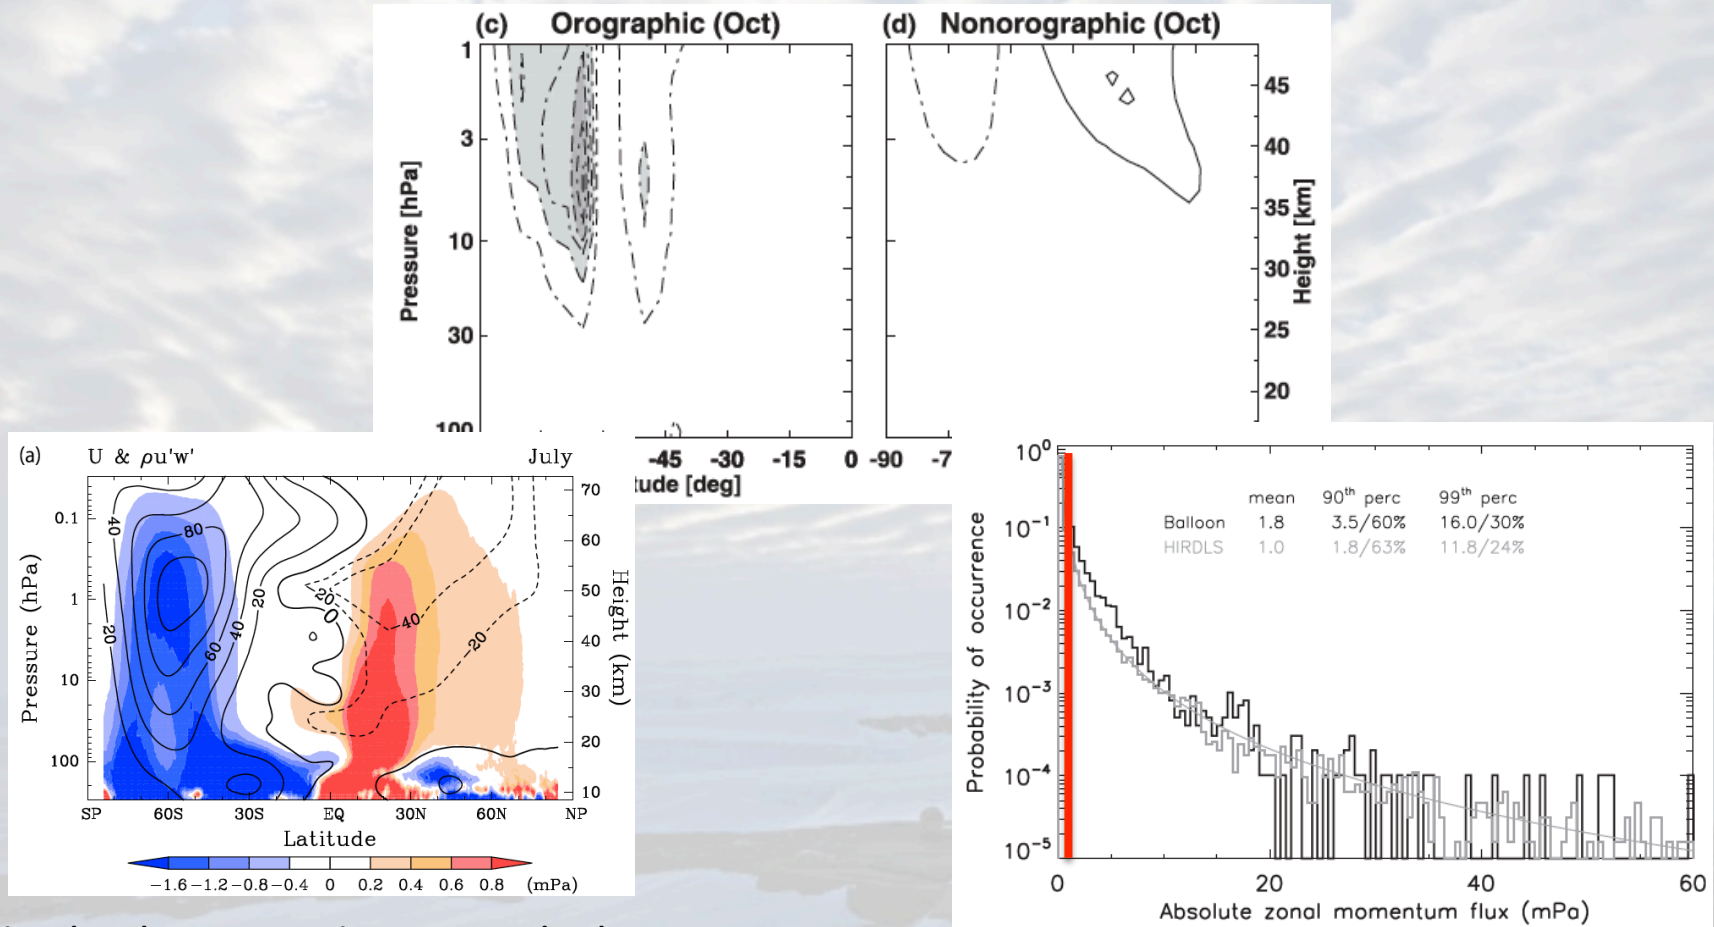 (c) Orographic (Oct)
(d) Nonorographic (Oct)
1
3
10
30
100
Pressure [hPa]
45
40
35
30
25
20
Height [km]
-45 -30 -15 0 -90 -7
tude [deg]
(a) U & ρu'w' July
0.1
1
10
100
Pressure (hPa)
70
60
50
40
30
20
10
Height (km)
40
80
20
60
40
20
-20
0
-40
-20
SP 60S 30S EQ 30N 60N NP
Latitude
-1.6 -1.2 -0.8 -0.4 0 0.2 0.4 0.6 0.8 (mPa)
10^0
10^-1
10^-2
10^-3
10^-4
10^-5
Probability of occurrence
mean 90th perc 99th perc
Balloon 1.8 3.5/60% 16.0/30%
HIRDLS 1.0 1.8/63% 11.8/24%
0 20 40 60
Absolute zonal momentum flux (mPa)